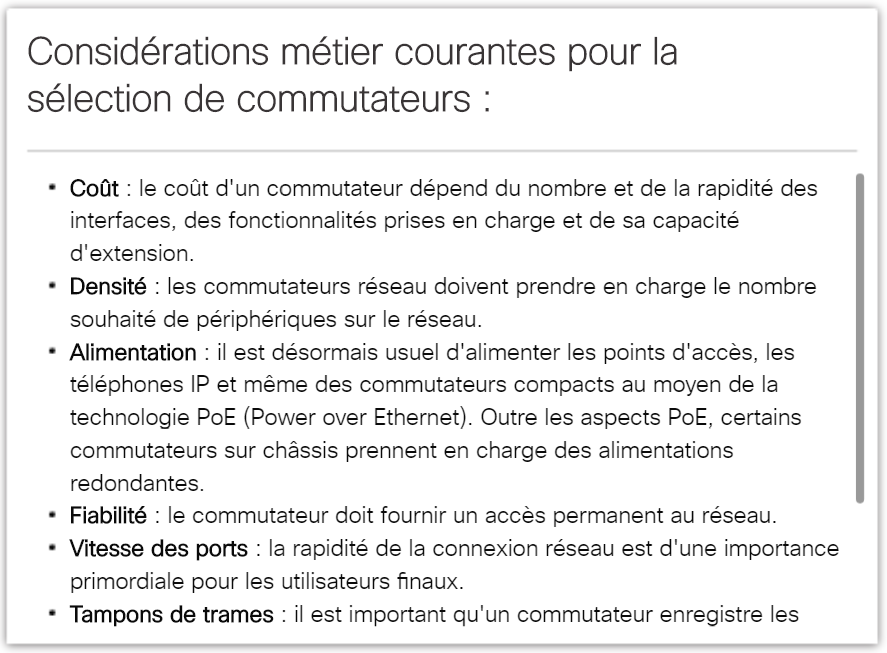 Considérations métier courantes pour la
sélection de commutateurs :
• Coût : le coût d'un commutateur dépend du nombre et de la rapidité des
interfaces, des fonctionnalités prises en charge et de sa capacité
d'extension.
• Densité : les commutateurs réseau doivent prendre en charge le nombre
souhaité de périphériques sur le réseau.
• Alimentation : il est désormais usuel d'alimenter les points d'accès, les
téléphones IP et même des commutateurs compacts au moyen de la
technologie PoE (Power over Ethernet). Outre les aspects PoE, certains
commutateurs sur châssis prennent en charge des alimentations
redondantes.
• Fiabilité : le commutateur doit fournir un accès permanent au réseau.
• Vitesse des ports : la rapidité de la connexion réseau est d'une importance
primordiale pour les utilisateurs finaux.
• Tampons de trames : il est important qu'un commutateur enregistre les